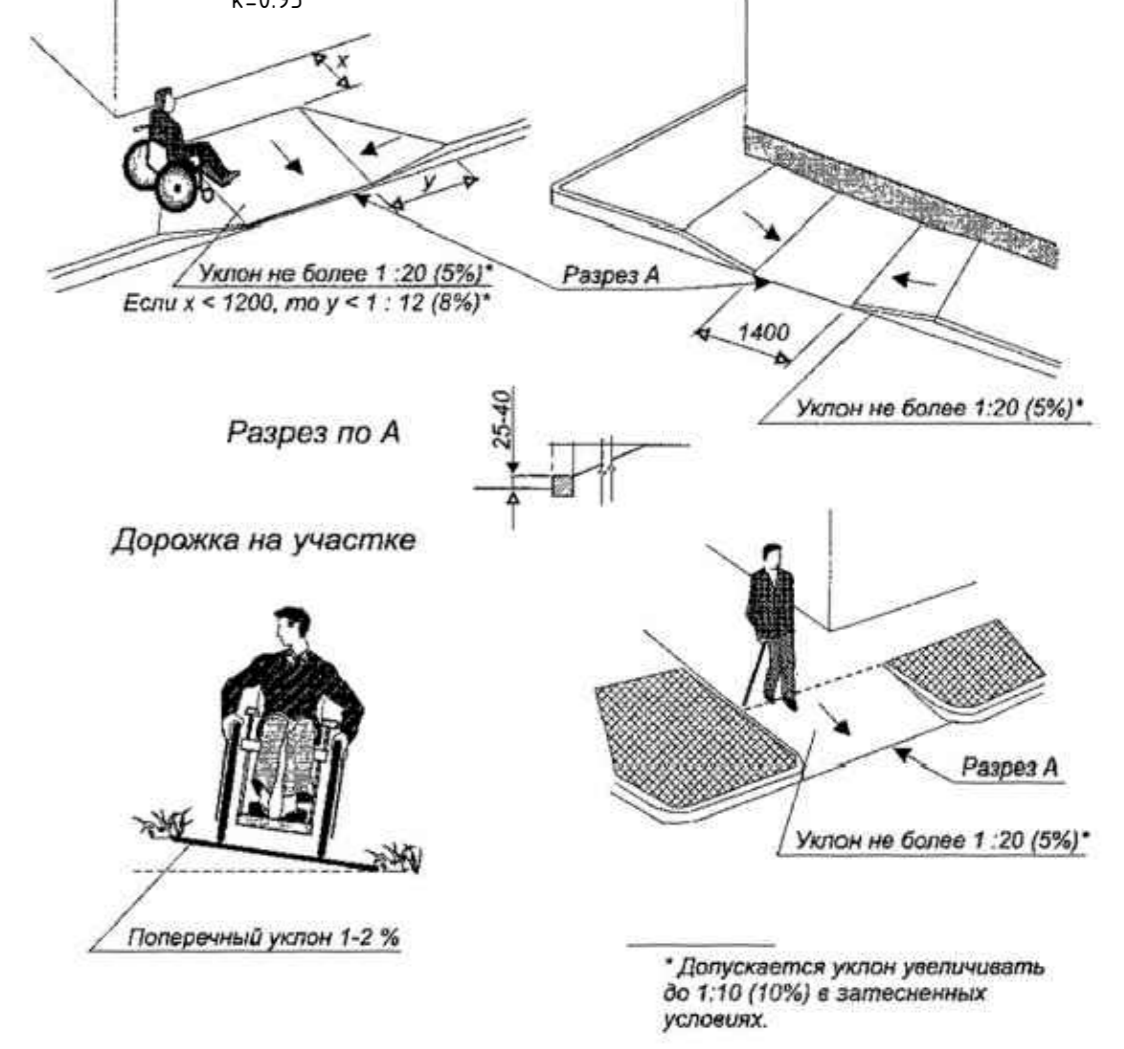 к=0.95
x
y
Уклон не более 1 :20 (5%)*
Если x < 1200, то y < 1 : 12 (8%)*
Разрез А
1400
Уклон не более 1:20 (5%)*
Разрез по А
25-40
Дорожка на участке
Разрез А
Уклон не более 1 :20 (5%)*
Поперечный уклон 1-2 %
* Допускается уклон увеличивать
до 1:10 (10%) в затесненных
условиях.